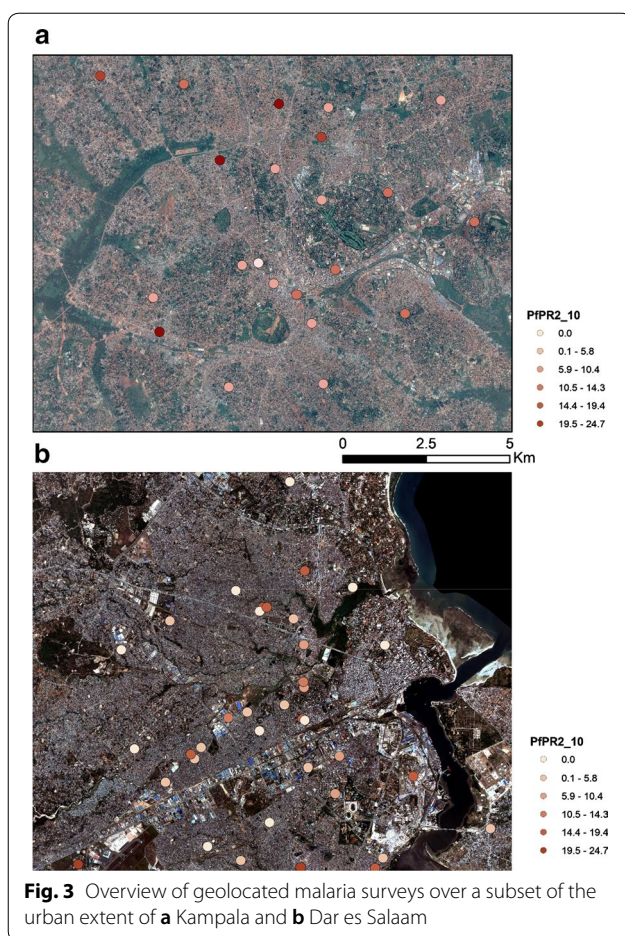 a
PfPR2_10
0.0
0.1 - 5.8
5.9 - 10.4
10.5 - 14.3
14.4 - 19.4
19.5 - 24.7
0 2.5 5
Km
b
PfPR2_10
0.0
0.1 - 5.8
5.9 - 10.4
10.5 - 14.3
14.4 - 19.4
19.5 - 24.7
Fig. 3 Overview of geolocated malaria surveys over a subset of the
urban extent of a Kampala and b Dar es Salaam